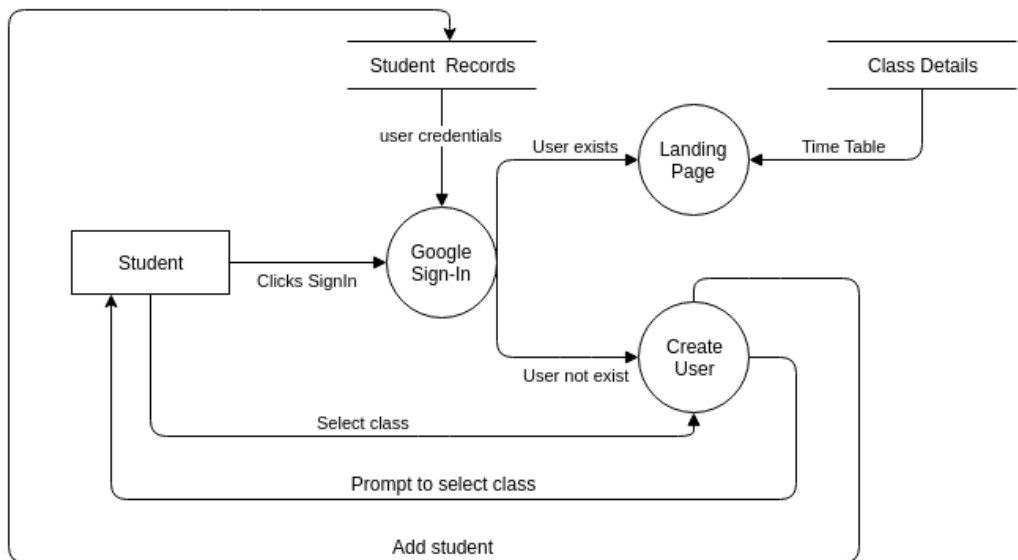 Student Records
Class Details
user credentials
User exists
Landing
Page
Time Table
Student
Clicks SignIn
Google
Sign-In
Create
User
User not exist
Select class
Prompt to select class
Add student